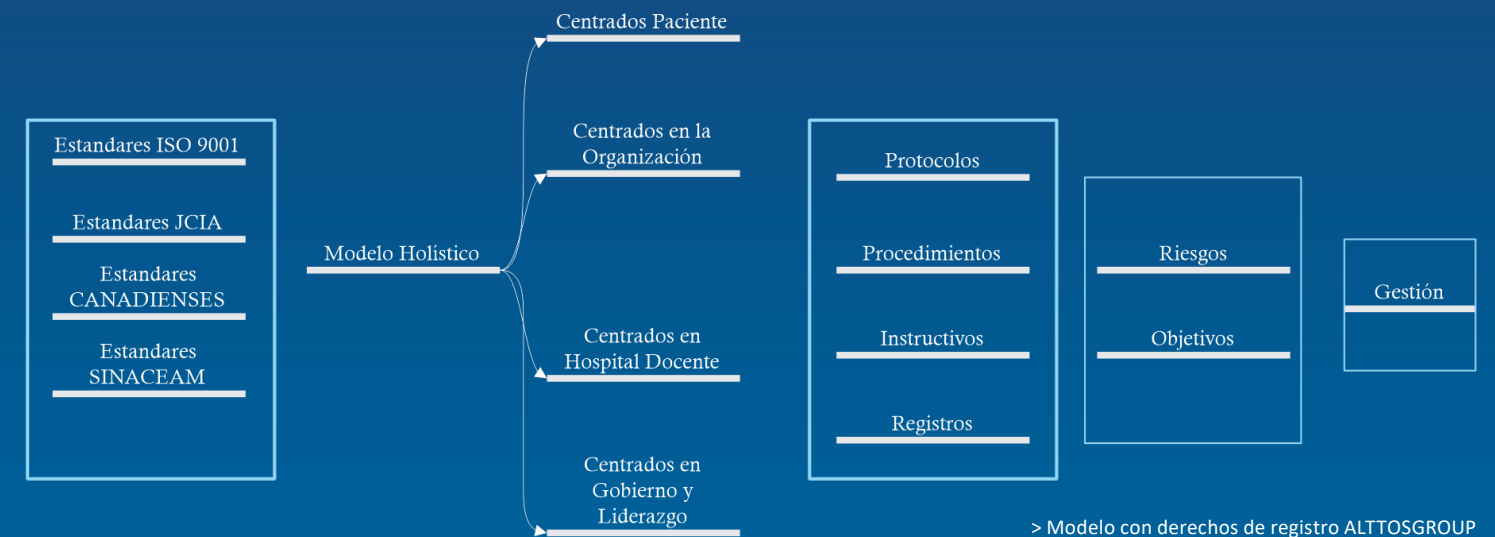 Estandares ISO 9001
Estandares JCIA
Estandares
CANADIENSES
Estandares
SINACEAM
Modelo Holístico
Centrados Paciente
Centrados en la
Organización
Centrados en
Hospital Docente
Centrados en
Gobierno y
Liderazgo
Protocolos
Procedimientos
Instructivos
Registros
Riesgos
Objetivos
Gestión
> Modelo con derechos de registro ALTTOSGROUP